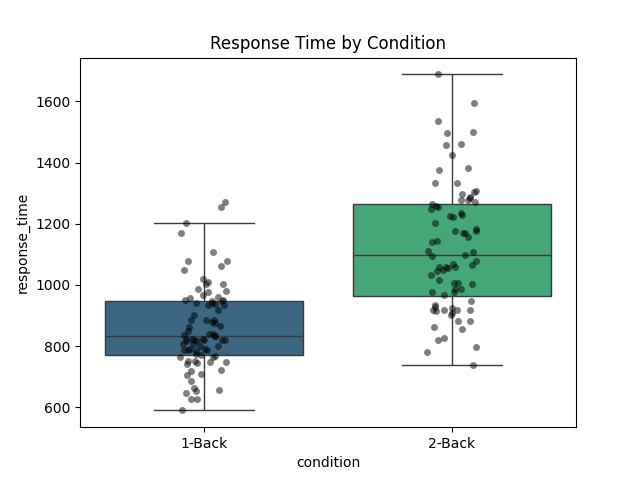 Response Time by Condition
response_time
1600
1400
1200
1000
800
600
1-Back
2-Back
condition